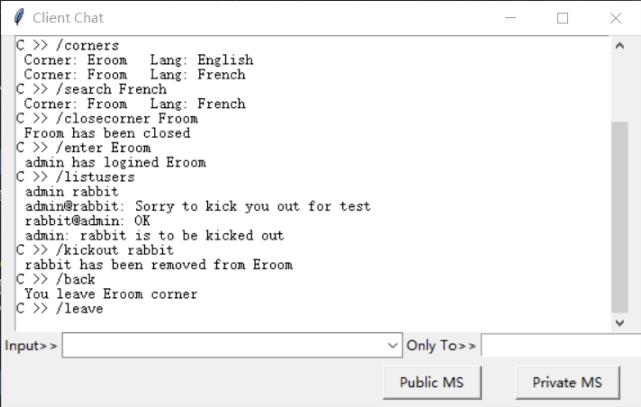 Client Chat
C >> /corners
Corner: Eroom Lang: English
Corner: Froom Lang: French
C >> /search French
Corner: Froom Lang: French
C >> /closecorner Froom
Froom has been closed
C >> /enter Eroom
admin has logined Eroom
C >> /listusers
admin rabbit
admin@rabbit: Sorry to kick you out for test
rabbit@admin: OK
admin: rabbit is to be kicked out
C >> /kickout rabbit
rabbit has been removed from Eroom
C >> /back
You leave Eroom corner
C >> /leave
Input>> Only To>>
Public MS Private MS